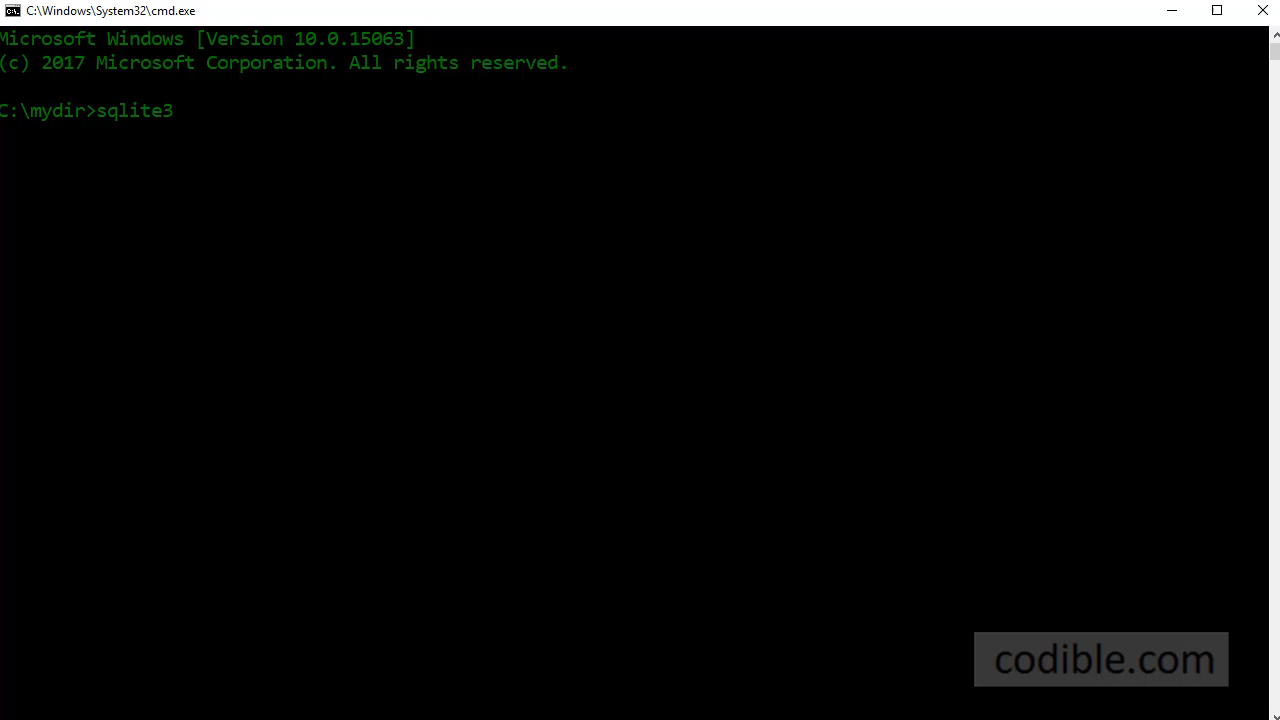 C:\Windows\System32\cmd.exe
Microsoft Windows [Version 10.0.15063]
(c) 2017 Microsoft Corporation. All rights reserved.
C:\mydir>sqlite3
codible.com